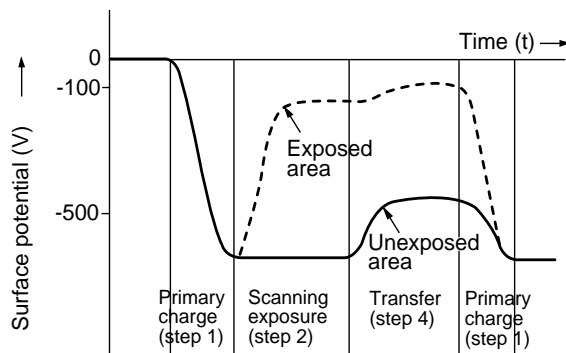 0
Time (t)
-100
Surface potential (V)
Exposed
area
-500
Unexposed
area
Primary
charge
(step 1)
Scanning
exposure
(step 2)
Transfer
(step 4)
Primary
charge
(step 1)